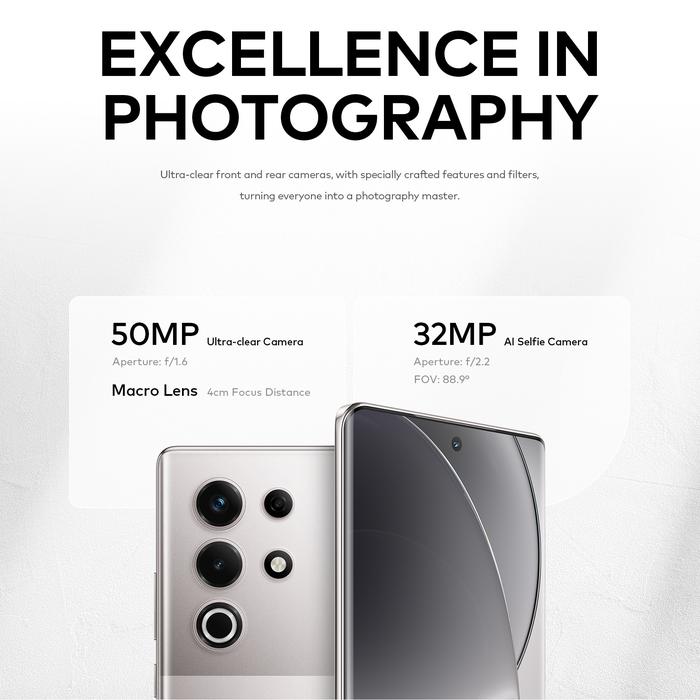 EXCELLENCE IN
PHOTOGRAPHY
Ultra-clear front and rear cameras, with specially crafted features and filters,
turning everyone into a photography master.
50MP Ultra-clear Camera
Aperture: f/1.6
Macro Lens 4cm Focus Distance
32MP AI Selfie Camera
Aperture: f/2.2
FOV: 88.9°